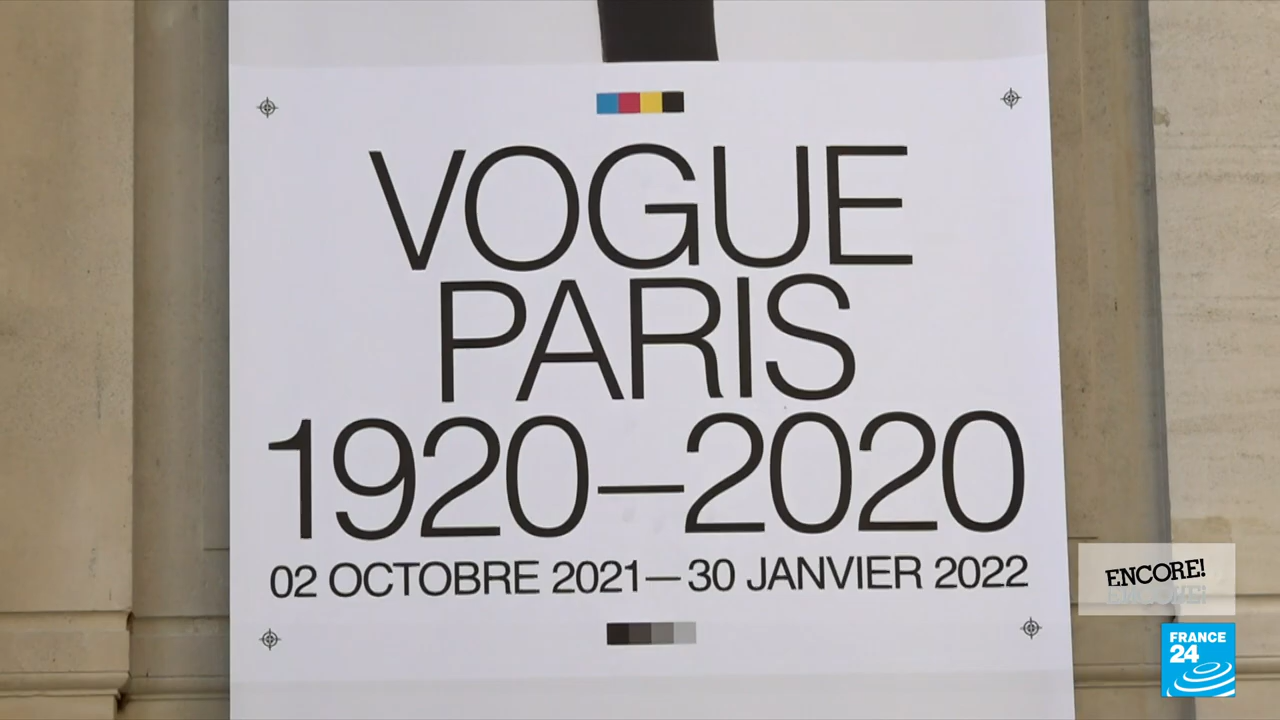 VOGUE
PARIS
1920–2020
02 OCTOBRE 2021—30 JANVIER 2022
ENCORE!
FRANCE
24